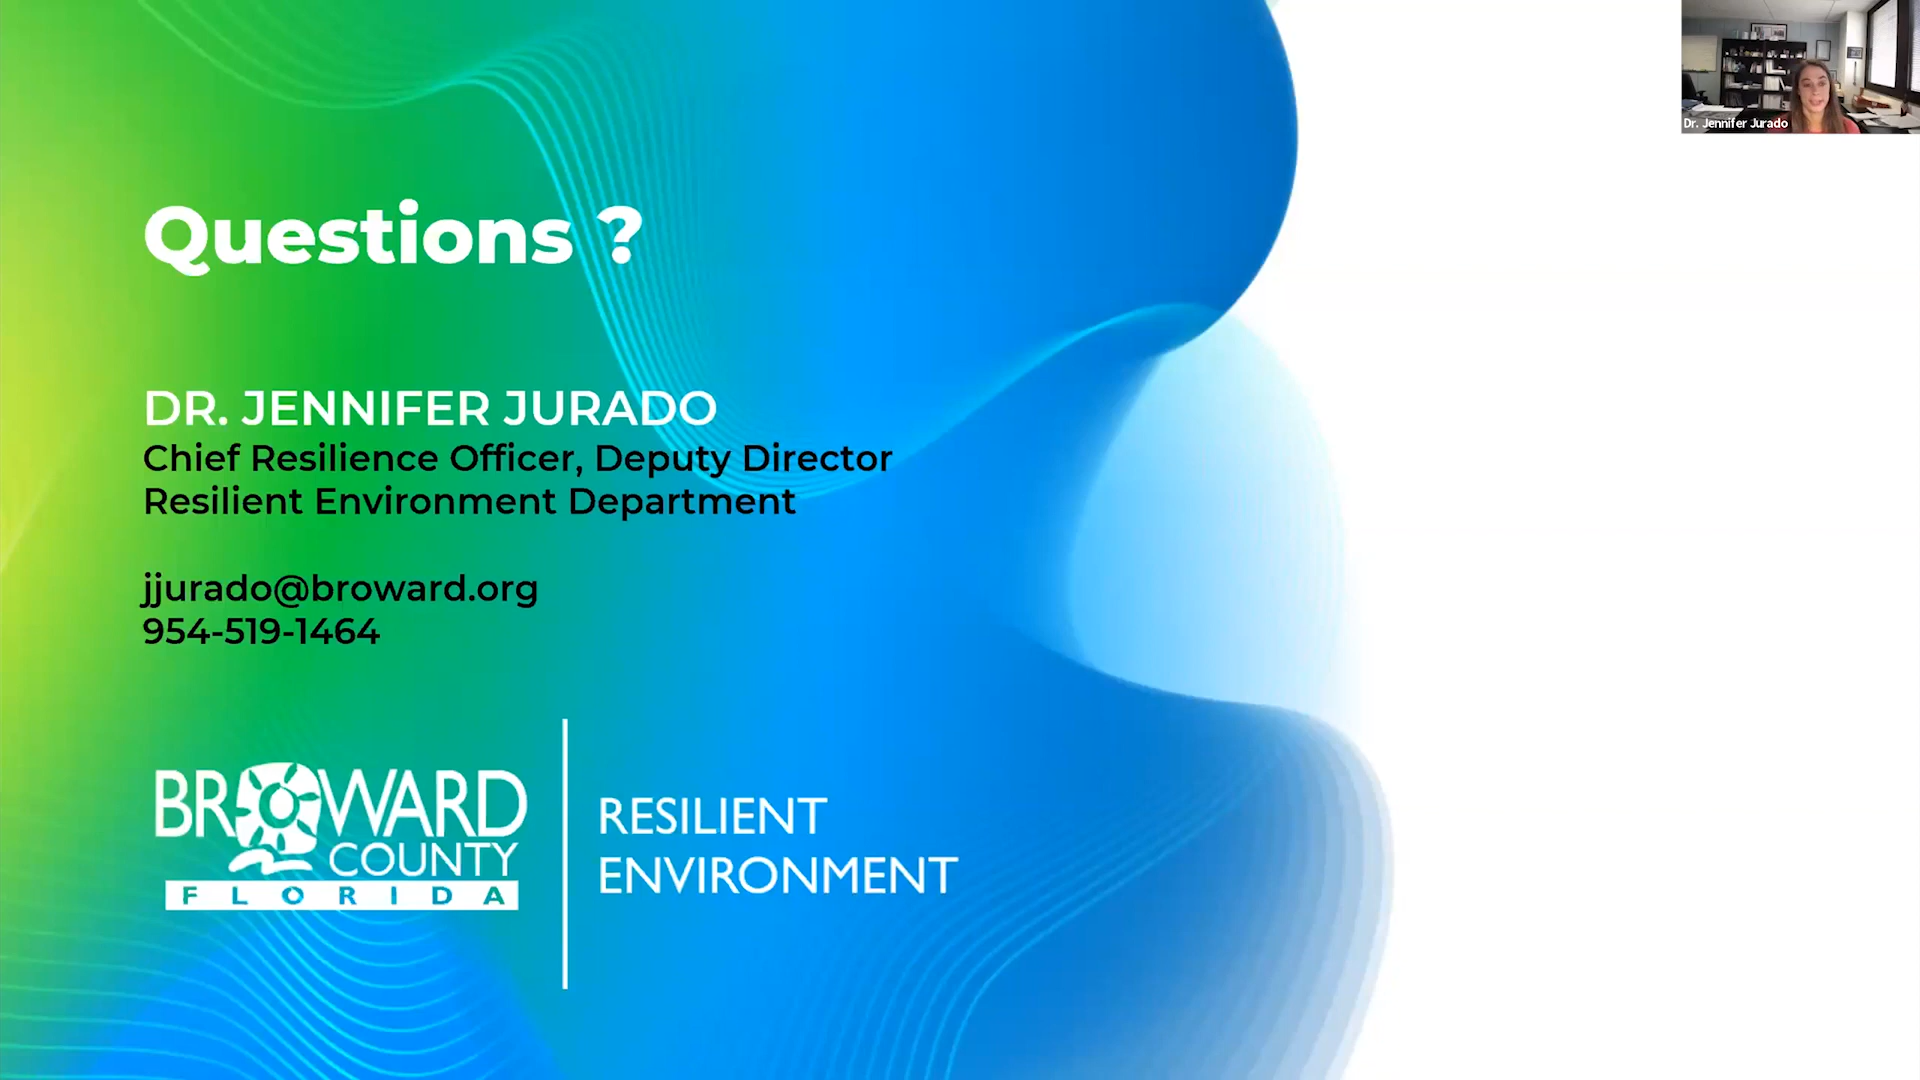 Questions ?
DR. JENNIFER JURADO
Chief Resilience Officer, Deputy Director
Resilient Environment Department
jjurado@broward.org
954-519-1464
BROWARD
COUNTY
FLORIDA
RESILIENT
ENVIRONMENT
Dr. Jennifer Jurado